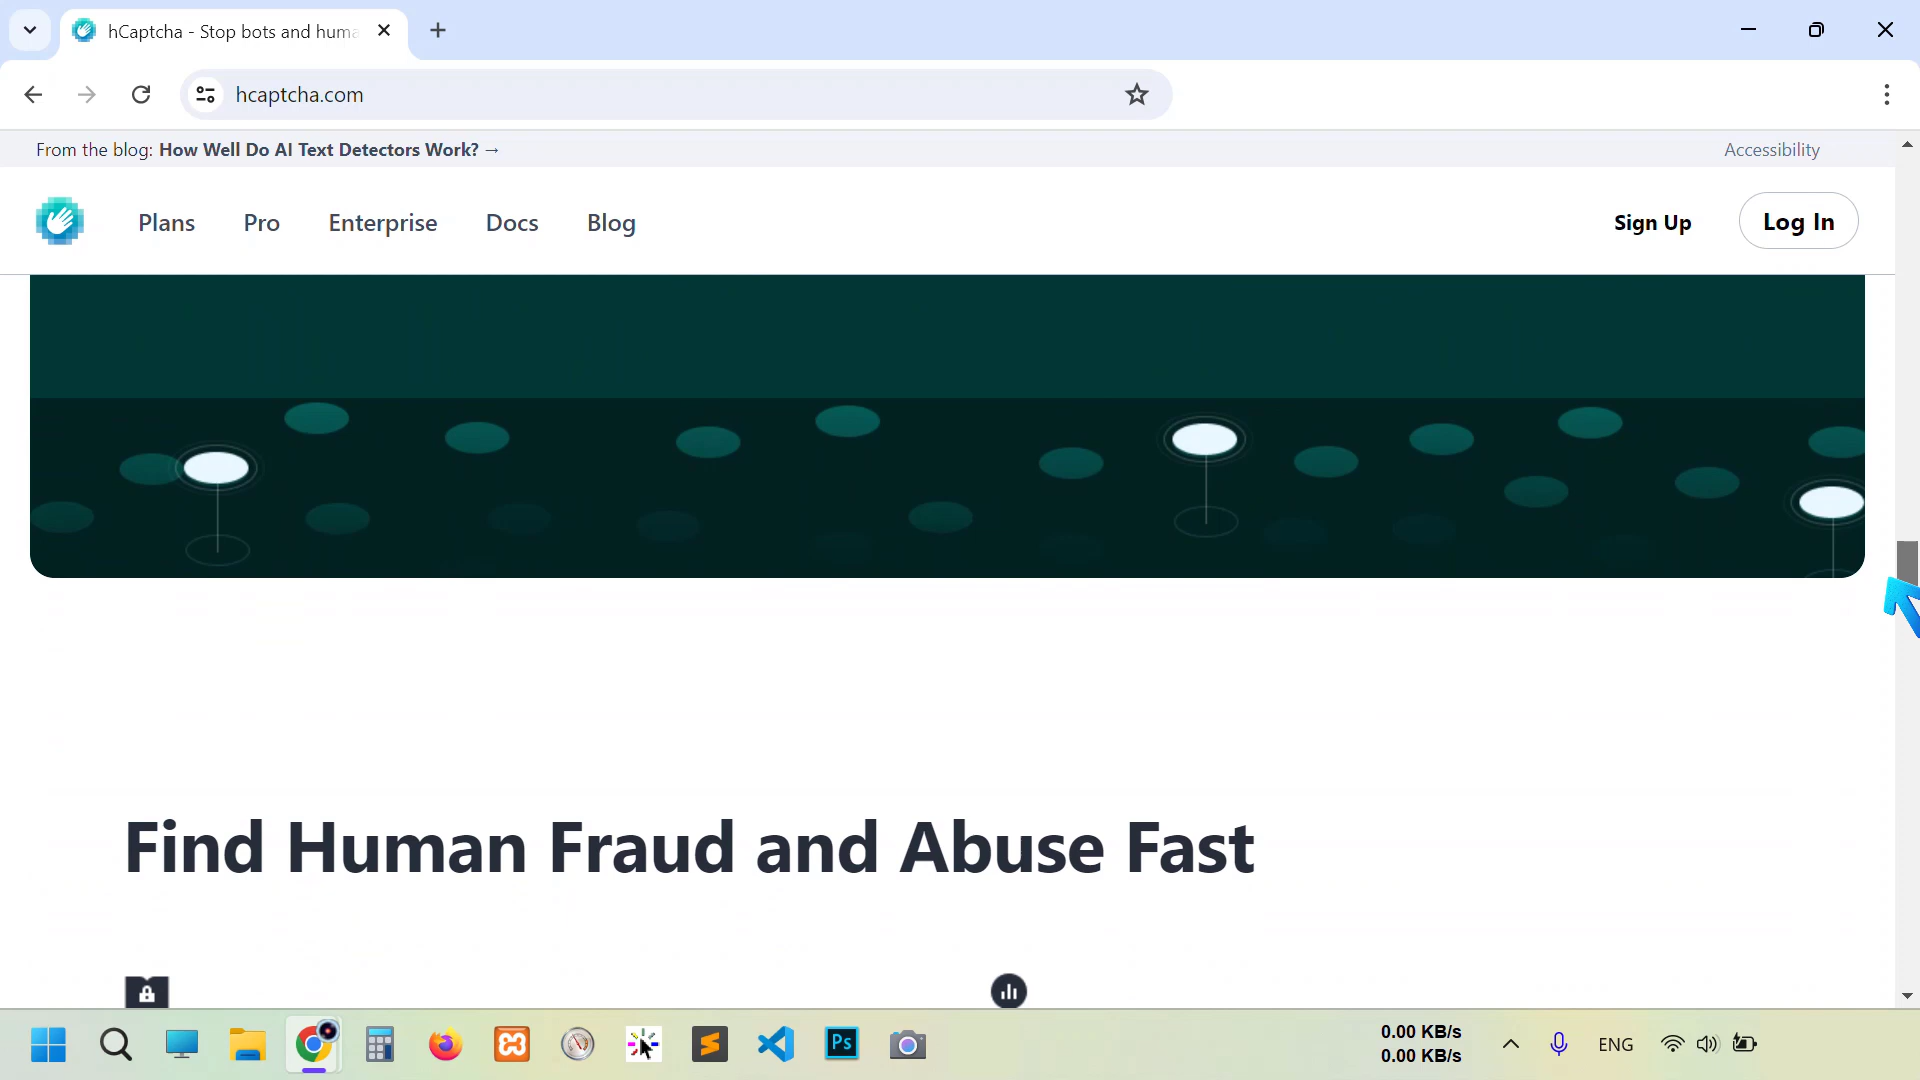 hCaptcha - Stop bots and huma
hcaptcha.com
From the blog: How Well Do AI Text Detectors Work? →
Accessibility
Plans
Pro
Enterprise
Docs
Blog
Sign Up
Log In
Find Human Fraud and Abuse Fast
Ps
0.00 KB/s
0.00 KB/s
ENG